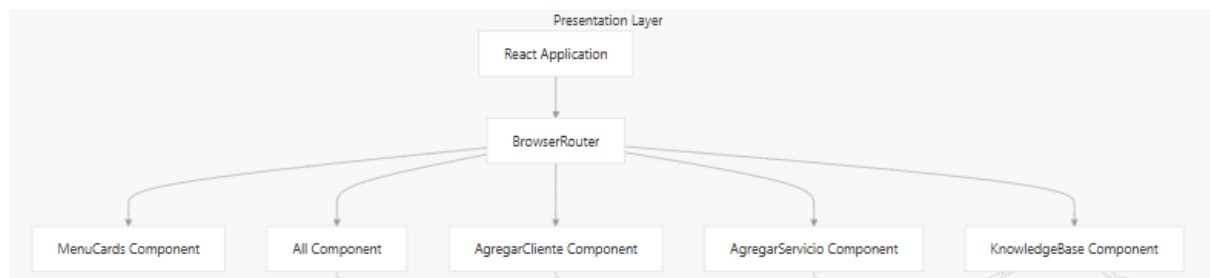 Presentation Layer
React Application
BrowserRouter
MenuCards Component
All Component
AgregarCliente Component
AgregarServicio Component
KnowledgeBase Component